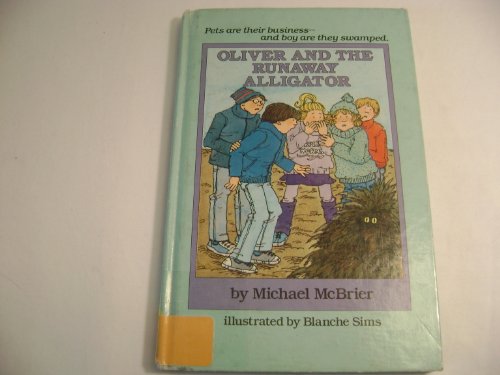 Pets are their business--
and boy are they swamped.
OLIVER AND THE
RUNAWAY
ALLIGATOR
by Michael McBrier
illustrated by Blanche Sims